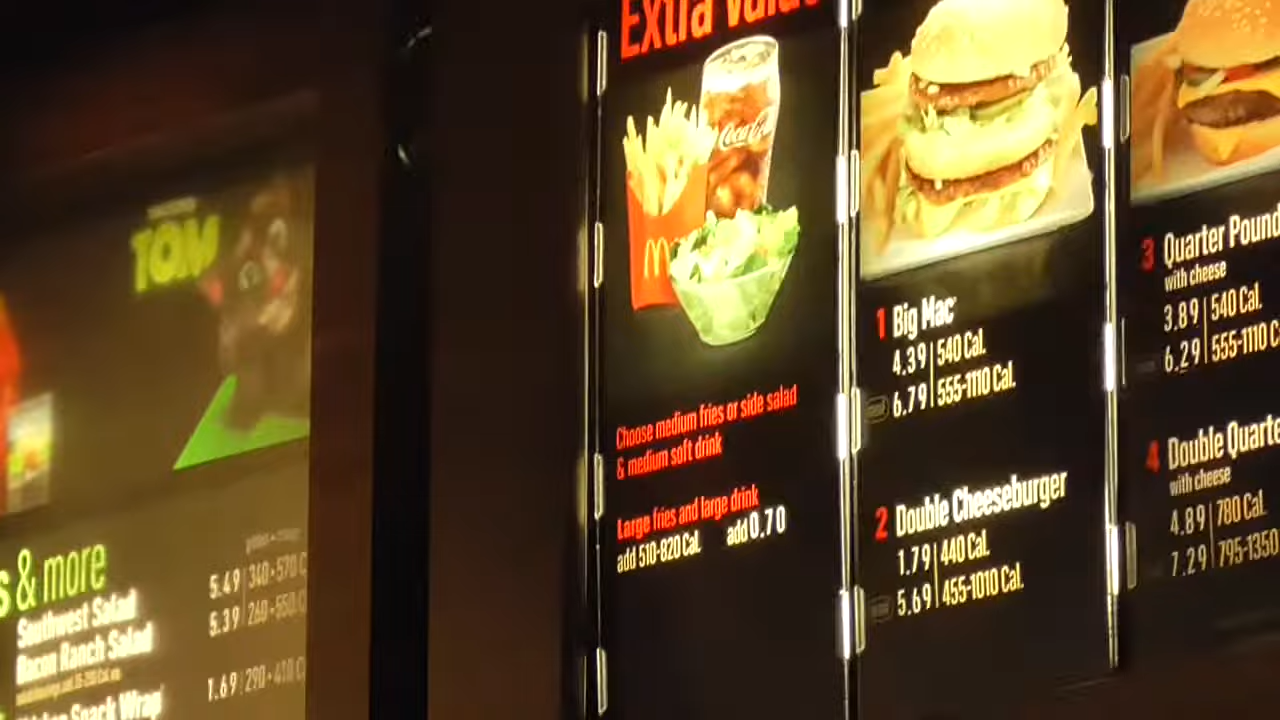 TOM
& more
Southwest Salad
Bacon Ranch Salad
Snack Wrap
5.49 340-570
5.39 260-550
1.69 290-410
Extra Value
Coca-Cola
M
Choose medium fries or side salad
& medium soft drink
Large fries and large drink
add 510-820 Cal. add 0.70
1 Big Mac
4.39 540 Cal.
6.79 555-1110 Cal.
2 Double Cheeseburger
1.79 440 Cal.
5.69 455-1010 Cal.
3 Quarter Pound
with cheese
3.89 540 Cal.
6.29 555-1110 C
4 Double Quarte
with cheese
4.89 780 Cal.
7.29 795-1350